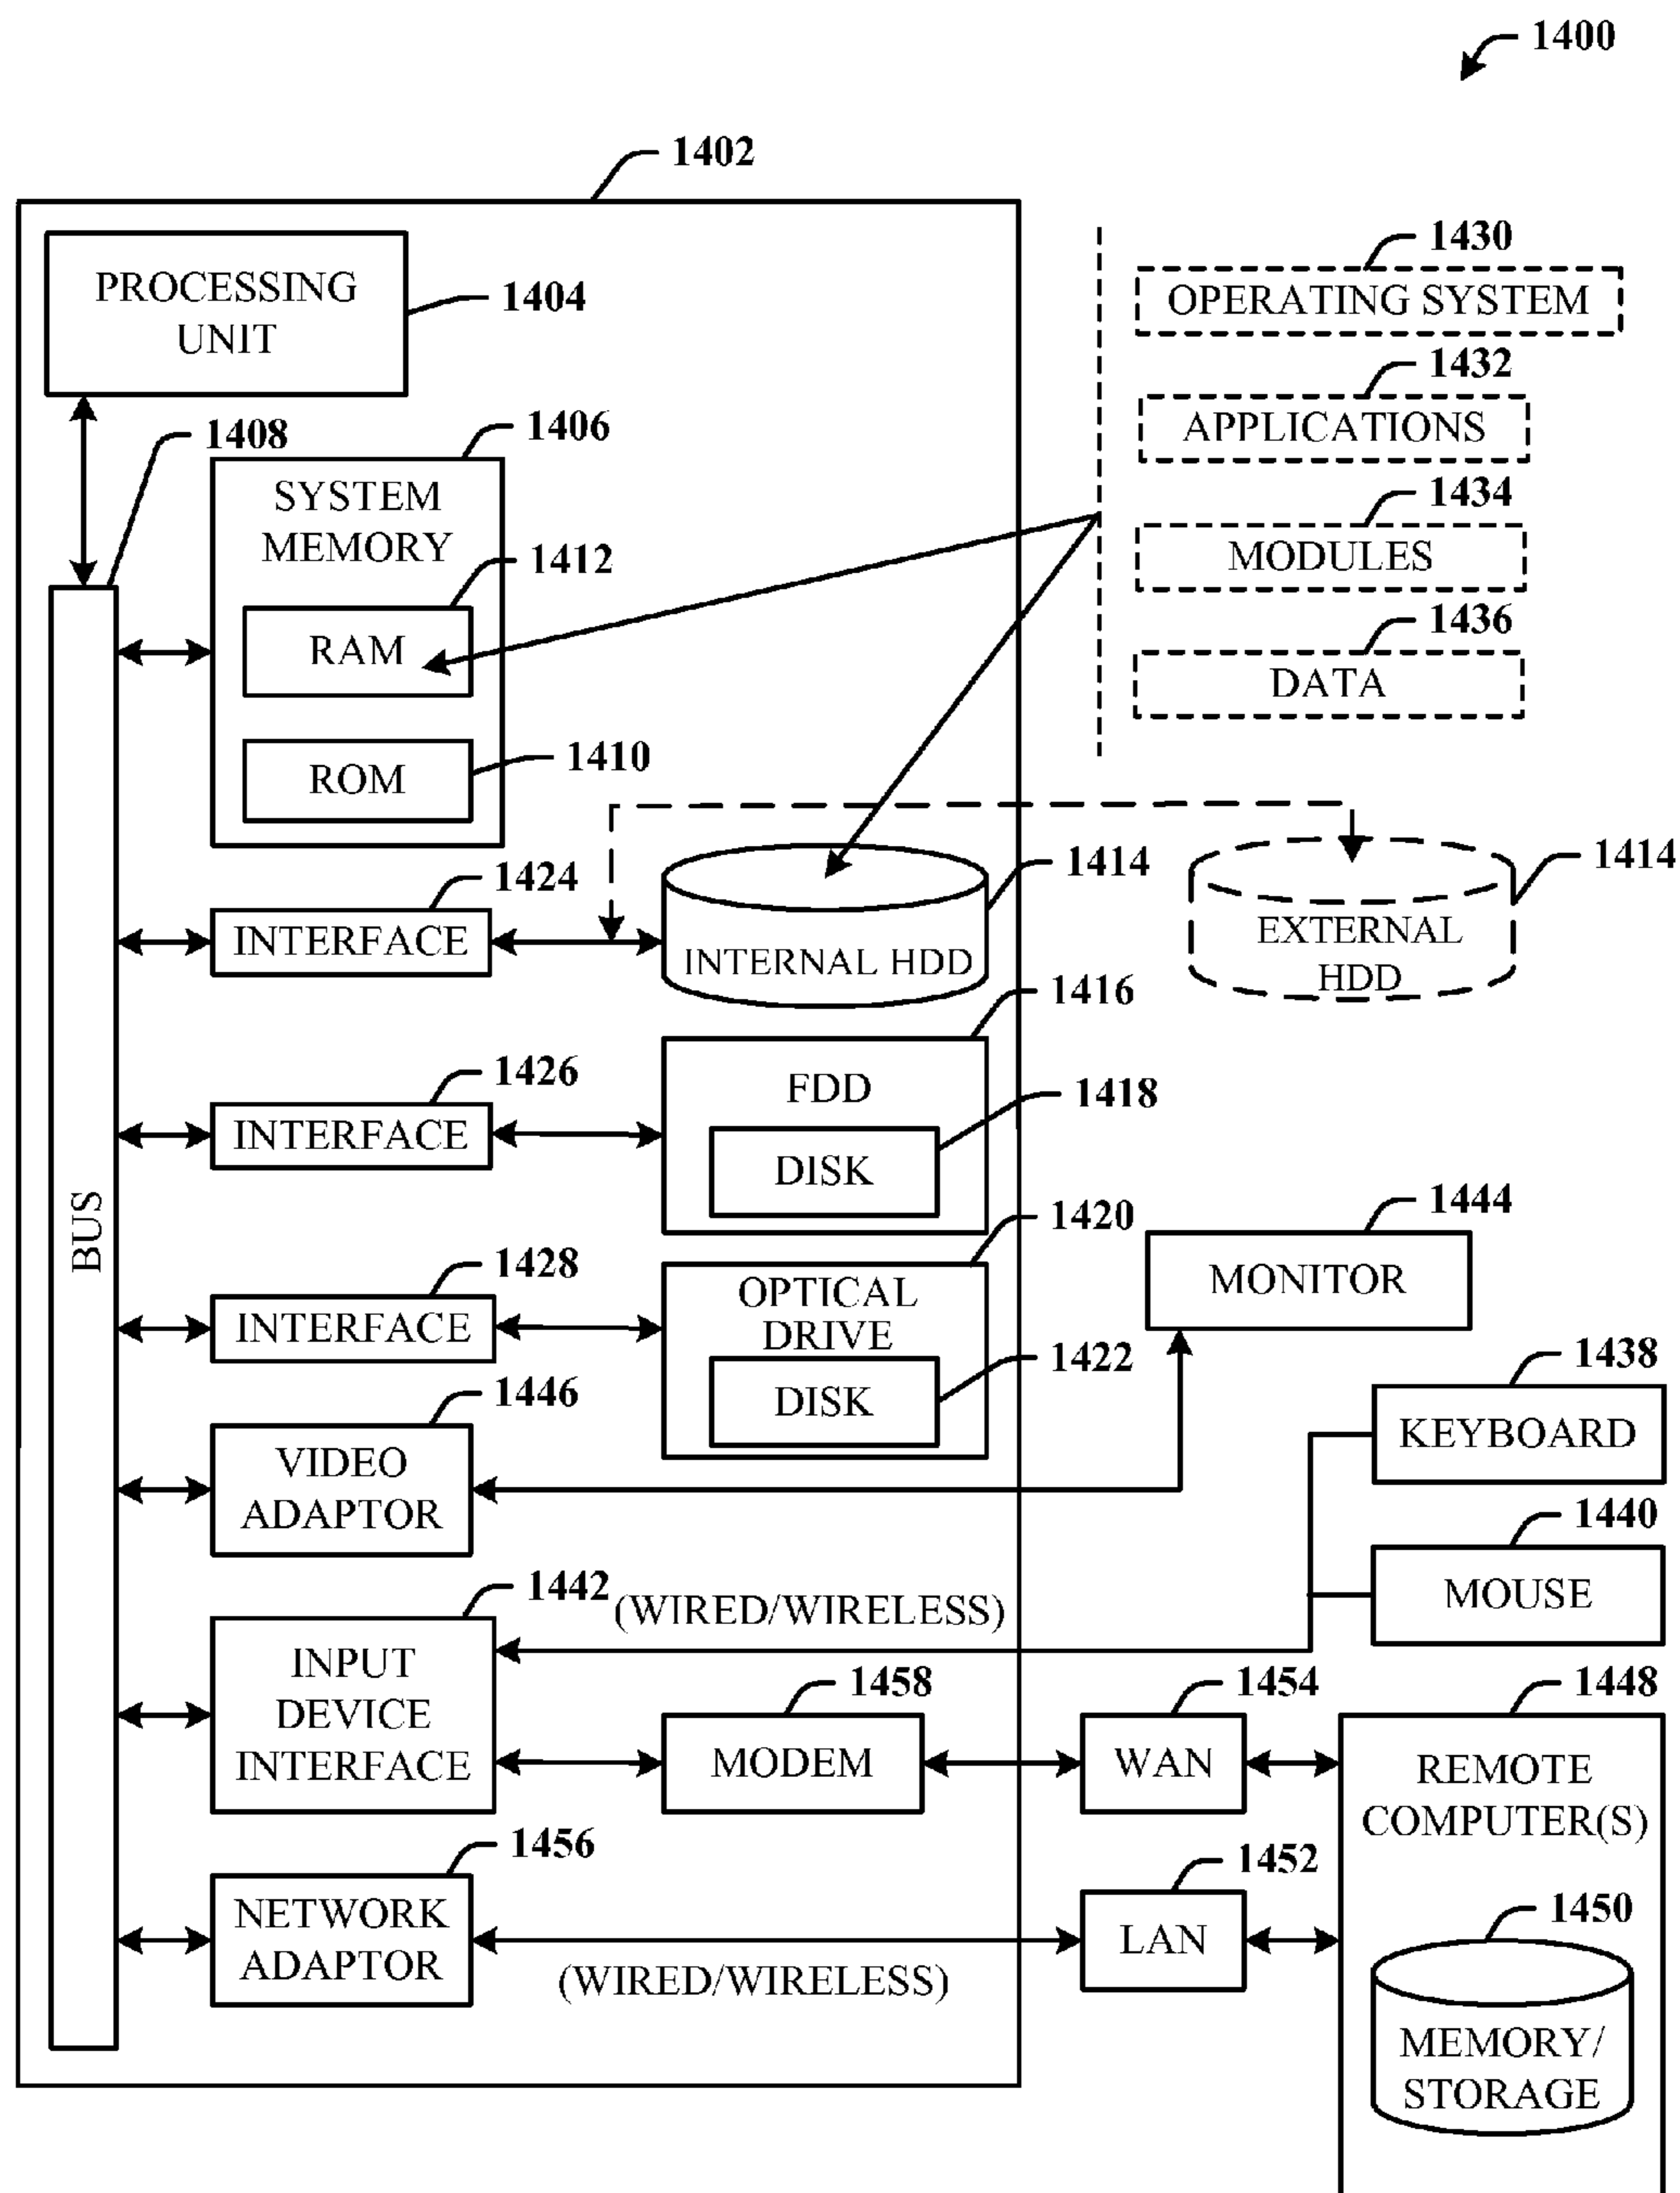 1400
1402
PROCESSING
UNIT
1404
1408
1406
SYSTEM
MEMORY
1412
RAM
1410
ROM
1430
OPERATING SYSTEM
1432
APPLICATIONS
1434
MODULES
1436
DATA
BUS
1424
INTERFACE
1414
INTERNAL HDD
1414
EXTERNAL
HDD
1426
INTERFACE
1416
FDD
1418
DISK
1428
INTERFACE
1420
OPTICAL
DRIVE
1422
DISK
1444
MONITOR
1446
VIDEO
ADAPTOR
1438
KEYBOARD
1440
MOUSE
1442
(WIRED/WIRELESS)
INPUT
DEVICE
INTERFACE
1458
MODEM
1454
WAN
1448
REMOTE
COMPUTER(S)
1456
NETWORK
ADAPTOR
(WIRED/WIRELESS)
1452
LAN
1450
MEMORY/
STORAGE